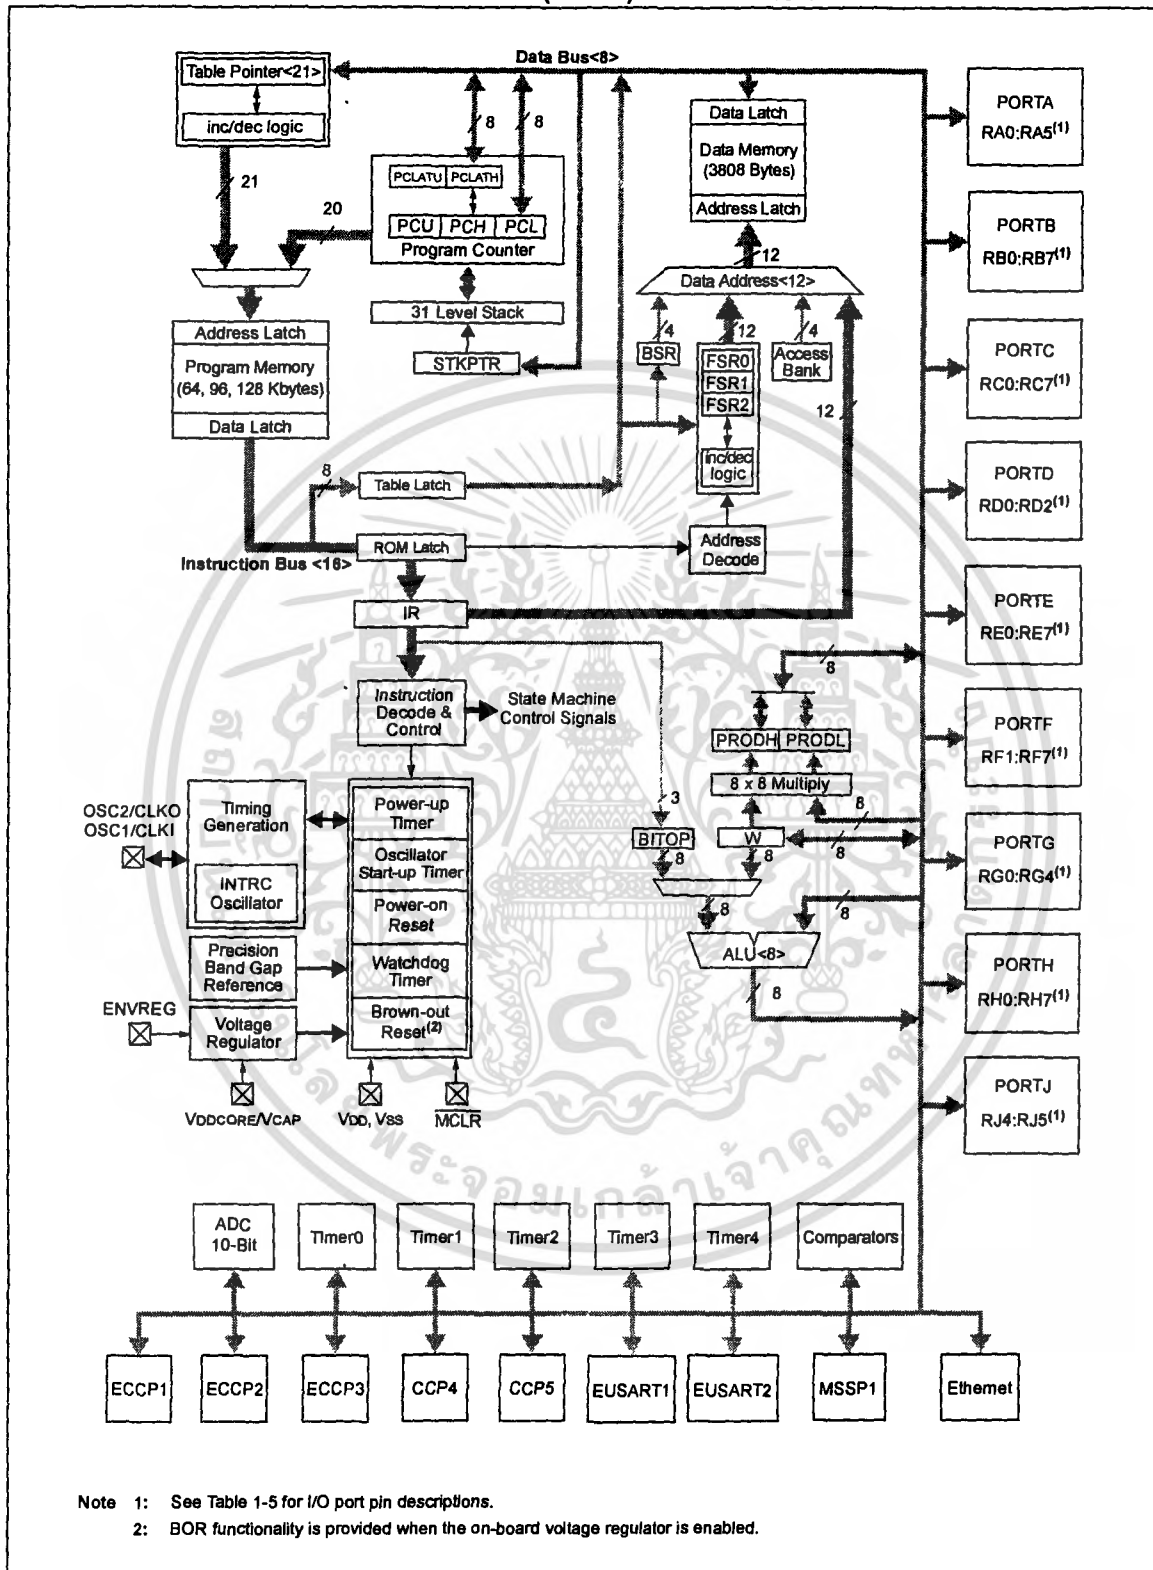 Data Bus<8>
Table Pointer<21>
inc/dec logic
21
20
8
8
PCLATU PCLATH
PCU PCH PCL
Program Counter
31 Level Stack
STKPTR
Address Latch
Program Memory
(64, 96, 128 Kbytes)
Data Latch
8
Table Latch
ROM Latch
Instruction Bus <16>
IR
Data Latch
Data Memory
(3808 Bytes)
Address Latch
12
Data Address<12>
4
12
4
BSR
FSR0
FSR1
FSR2
inc/dec
logic
Access
Bank
12
Address
Decode
Instruction
Decode &
Control
State Machine
Control Signals
8
PRODH PRODL
8 x 8 Multiply
3
8
BITOP
W
8
8
8
8
8
ALU<8>
8
OSC2/CLKO
OSC1/CLKI
Timing
Generation
INTRC
Oscillator
Precision
Band Gap
Reference
ENVREG
Voltage
Regulator
Power-up
Timer
Oscillator
Start-up Timer
Power-on
Reset
Watchdog
Timer
Brown-out
Reset(2)
VDDCORE/VCAP
VDD, VSS
MCLR
PORTA
RA0:RA5(1)
PORTB
RB0:RB7(1)
PORTC
RC0:RC7(1)
PORTD
RD0:RD2(1)
PORTE
RE0:RE7(1)
PORTF
RF1:RF7(1)
PORTG
RG0:RG4(1)
PORTH
RH0:RH7(1)
PORTJ
RJ4:RJ5(1)
ADC
10-Bit
Timer0
Timer1
Timer2
Timer3
Timer4
Comparators
ECCP1
ECCP2
ECCP3
CCP4
CCP5
EUSART1
EUSART2
MSSP1
Ethernet
Note 1: See Table 1-5 for I/O port pin descriptions.
2: BOR functionality is provided when the on-board voltage regulator is enabled.